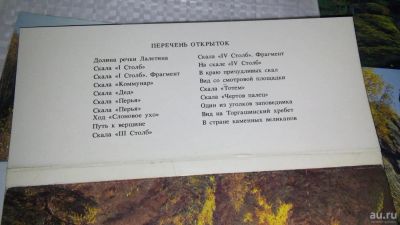 ПЕРЕЧЕНЬ ОТКРЫТОК
Долина речки Лалетина
Скала «I Столб»
Скала «I Столб». Фрагмент
Скала «Коммунар»
Скала «Дед»
Скала «Перья»
Скала «Перья»
Ход «Слоновое ухо»
Путь к вершине
Скала «III Столб»
Скала «IV Столб». Фрагмент
На скале «IV Столб»
В краю причудливых скал
Вид со смотровой площадки
Скала «Тотем»
Скала «Чертов палец»
Один из уголков заповедника
Вид на Торгашинский хребет
В стране каменных великанов
au.ru